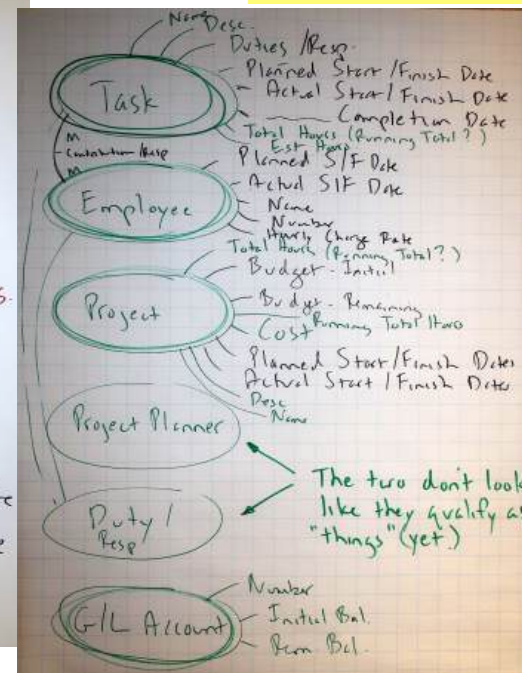 Name
Desc.
Duties / Resp.
Planned Start / Finish Date
Task
Actual Start / Finish Date
Completion Date
Total Hours (Running Total?)
Est Hours
M
Contribution / Resp
M
Planned S/F Date
Actual S/F Date
Employee
Name
Number
Hourly Charge Rate
Total Hours (Running Total?)
Budget - Initial
Project
Budget - Remaining
Running Total
Cost
Planned Start / Finish Dates
Actual Start / Finish Dates
Desc
Name
Project Planner
The two don't look
like they qualify as
"things" (yet.)
Duty /
Resp
Number
G/L Account
Initial Bal.
Rem Bal.